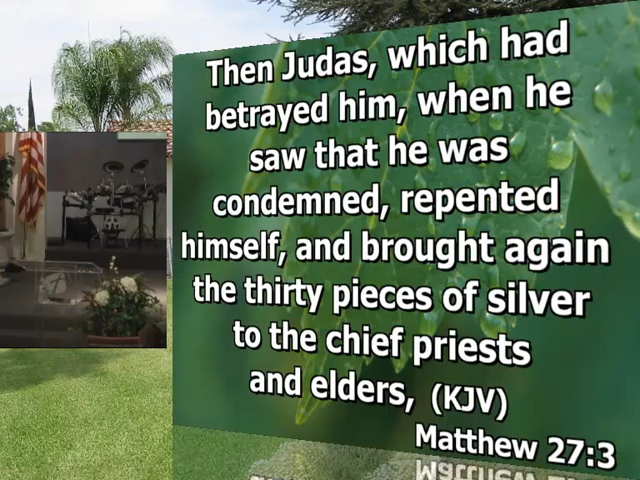 Then Judas, which had
betrayed him, when he
saw that he was
condemned, repented
himself, and brought again
the thirty pieces of silver
to the chief priests
and elders, (KJV)
Matthew 27:3